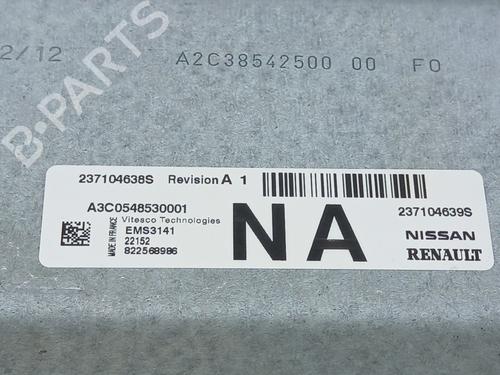 2/12 A2C38542500 00 F0
B-PARTS
237104638S Revision A 1
A3C0548530001
Vitesco Technologies
MADE IN FRANCE
EMS3141
22152
822568986
NA
237104639S
NISSAN
RENAULT